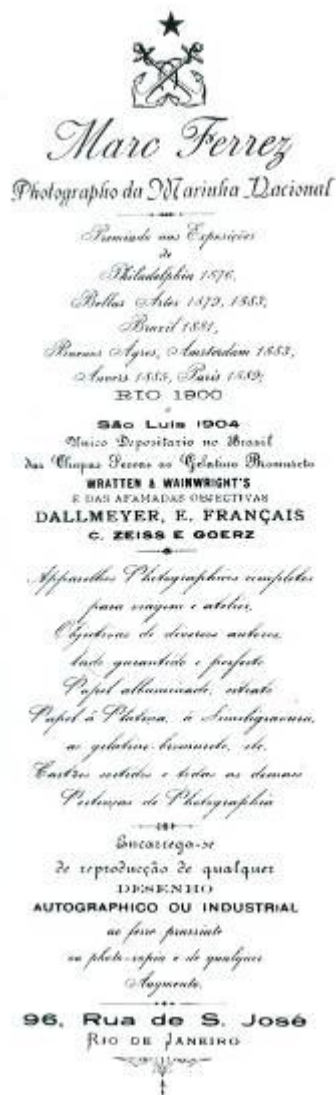 Marc Ferrez
Photographo da Marinha Nacional
Premiado nas Exposições
de
Philadelphia 1876,
Bellas Artes 1879, 1883,
Brazil 1881,
Buenos Ayres, Amsterdam 1883,
Anvers 1885, Paris 1889;
RIO 1900
e
São Luis 1904
Unico Depositario no Brasil
das Chapas Seccas ao Gelatino Bromureto
WRATTEN & WAINWRIGHT'S
E DAS AFAMADAS OBJECTIVAS
DALLMEYER, E. FRANÇAIS
C. ZEISS E GOERZ
Apparelhos Photographicos completos
para viagem e atelier,
Objectivas de diversos autores,
tudo garantido e perfeito
Papel albuminado, citrato
Papel á Platina, á Similigravura,
ao gelatino-bromureto, etc.
Cartões sortidos e todas as demais
Pertenças de Photographia
Encarrega-se
de reproducção de qualquer
DESENHO
AUTOGRAPHICO OU INDUSTRIAL
ao ferro prussiato
ou photo-copia e de qualquer
Augmento.
96, Rua de S. José
RIO DE JANEIRO